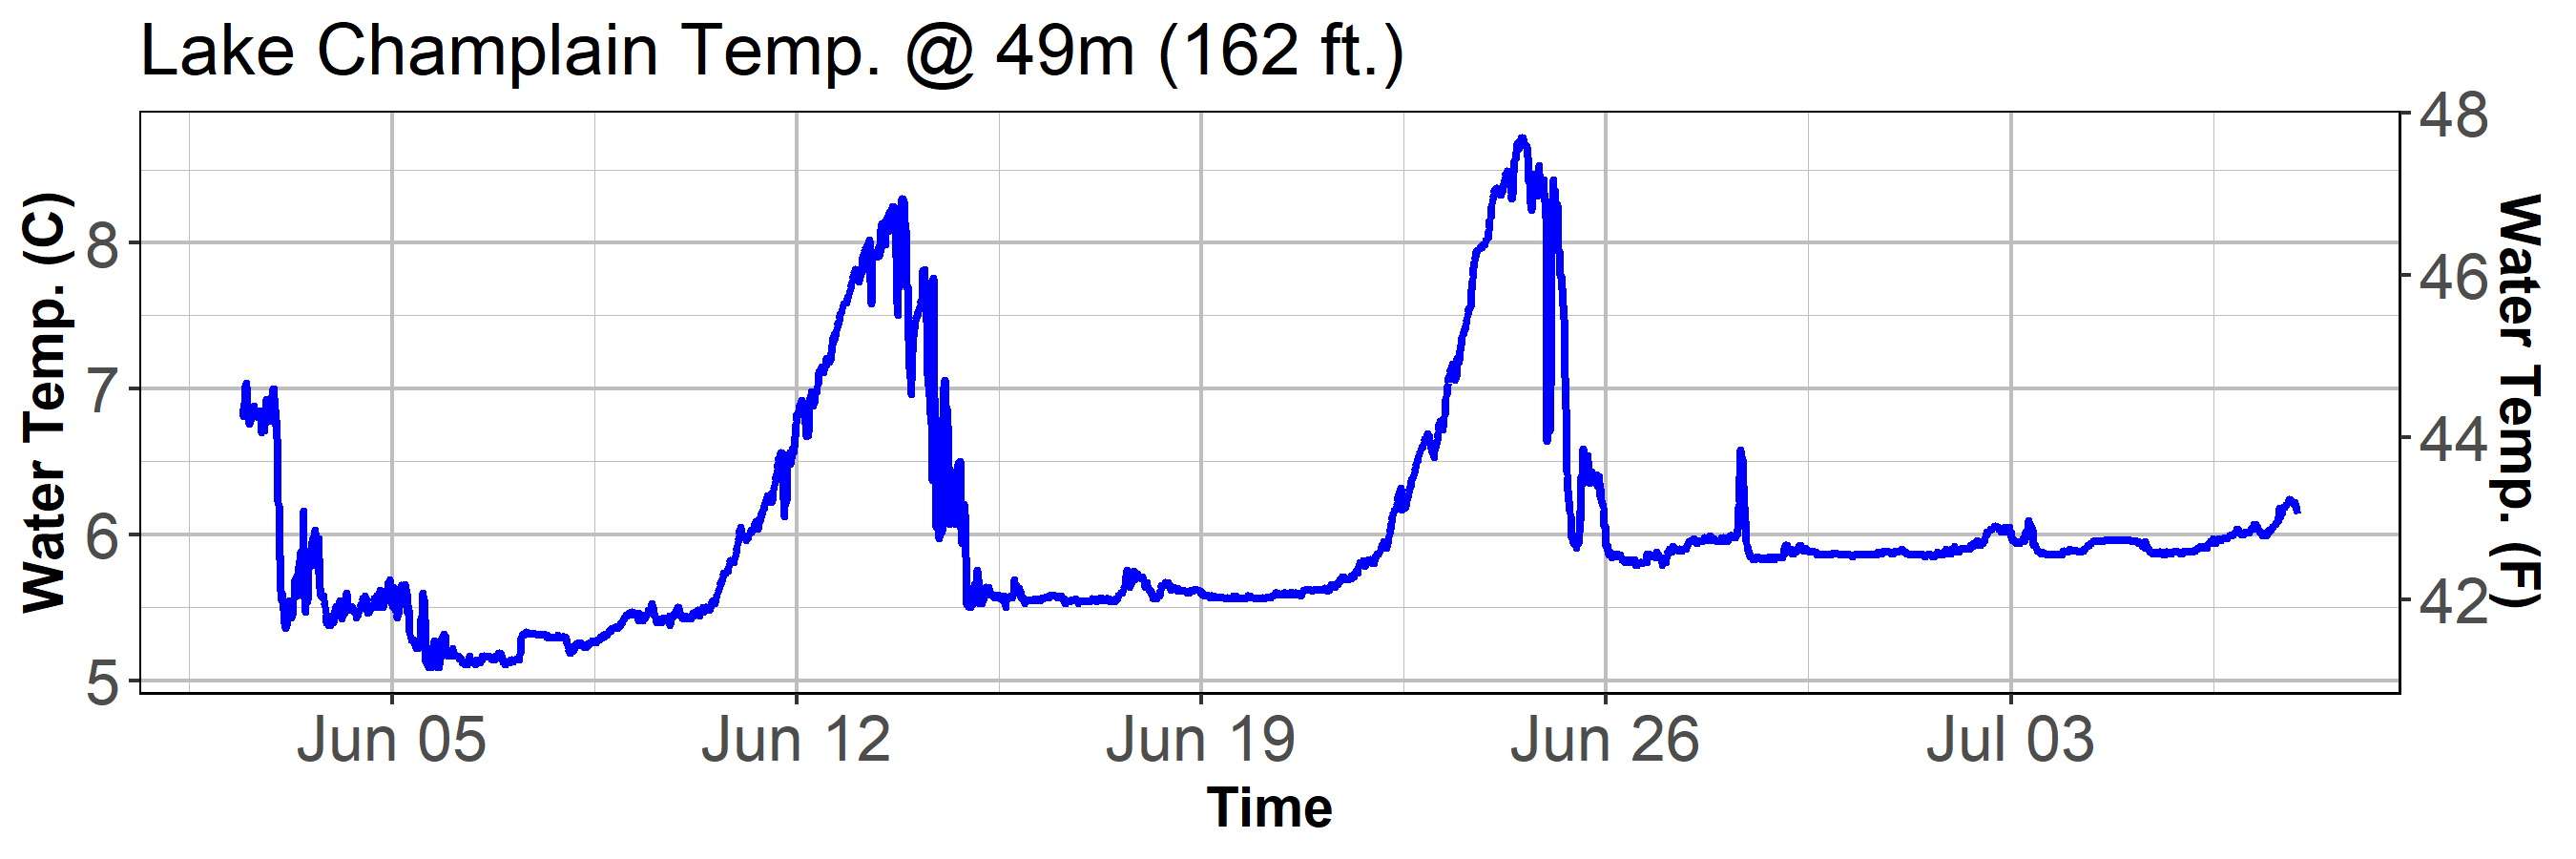 Lake Champlain Temp. @ 49m (162 ft.)
Water Temp. (C)
8
7
6
5
48
46
44
42
Water Temp. (F)
Jun 05 Jun 12 Jun 19 Jun 26 Jul 03
Time